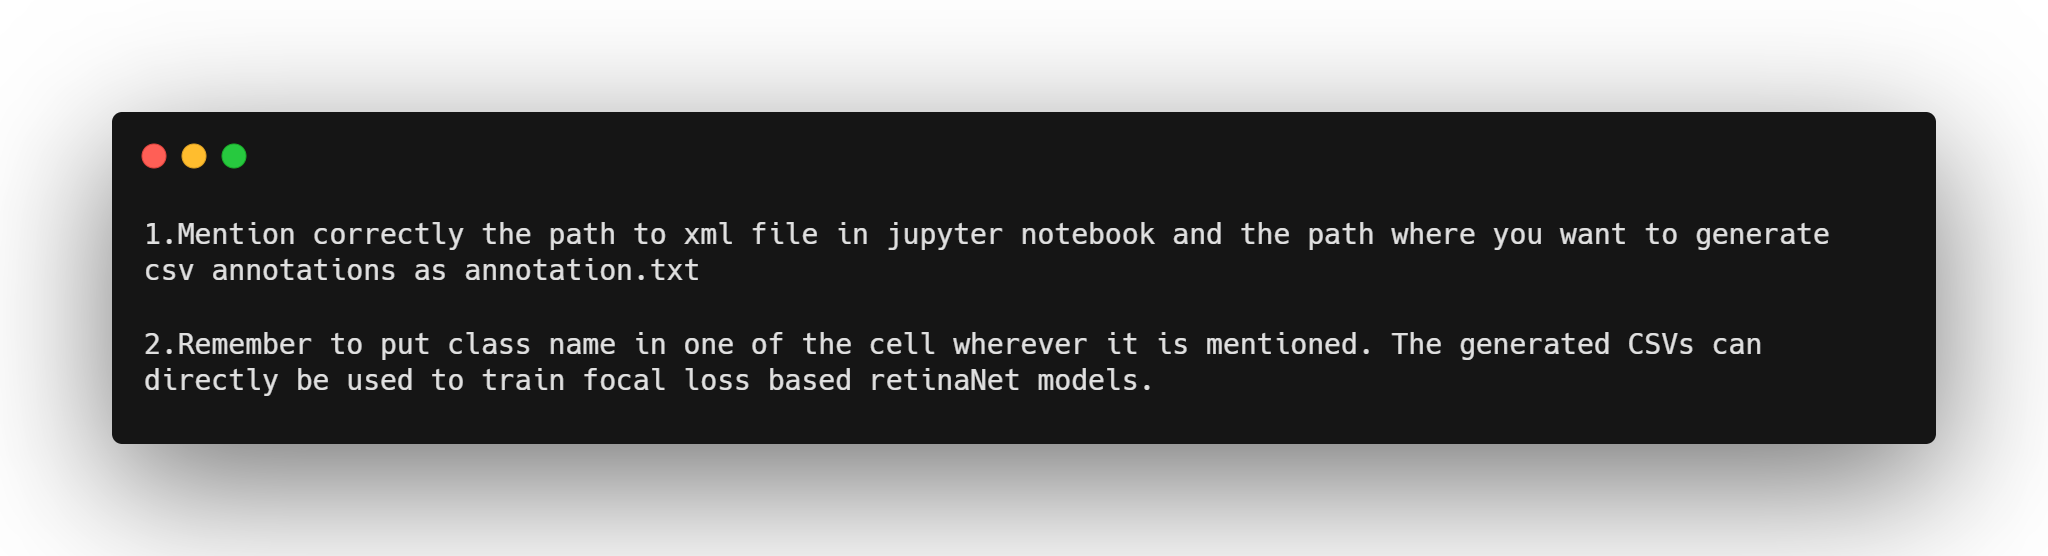 1.Mention correctly the path to xml file in jupyter notebook and the path where you want to generate
csv annotations as annotation.txt
2.Remember to put class name in one of the cell wherever it is mentioned. The generated CSVs can
directly be used to train focal loss based retinaNet models.